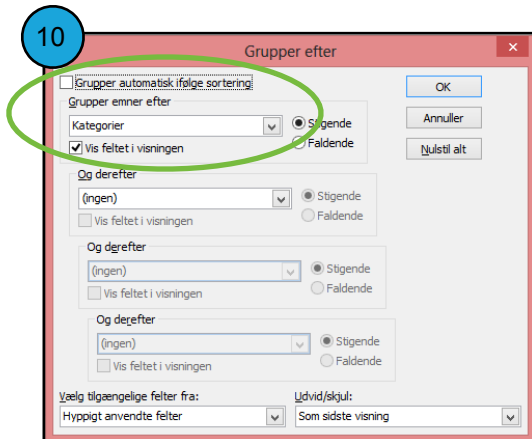 10
Grupper efter
Grupper automatisk ifølge sortering
OK
Grupper emner efter
Kategorier
Stigende
Annuller
Vis feltet i visningen
Faldende
Nulstil alt
Og derefter
(ingen)
Stigende
Vis feltet i visningen
Faldende
Og derefter
(ingen)
Stigende
Vis feltet i visningen
Faldende
Og derefter
(ingen)
Stigende
Vis feltet i visningen
Faldende
Vælg tilgængelige felter fra:
Udvid/skjul:
Hyppigt anvendte felter
Som sidste visning